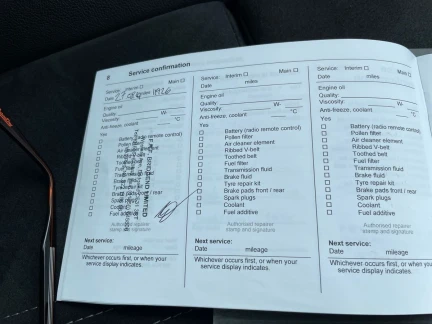 8 Service confirmation
Service: Interim ☐ Main ☐
Date
Engine oil
Quality:
Viscosity: W-
Anti-freeze, coolant °C
Yes
☐ Battery (radio remote control)
☐ Pollen filter
☐ Air cleaner element
☐ Ribbed V-belt
☐ Toothed belt
☐ Fuel filter
☐ Transmission fluid
☐ Brake fluid
☐ Tyre repair kit
☐ Brake pads front / rear
☐ Spark plugs
☐ Coolant
☐ Fuel additive
Authorised repairer
stamp and signature
LIMITED
Next service:
Date mileage
Whichever occurs first, or when your
service display indicates.
Service: Interim ☐ Main ☐
Date miles
Engine oil
Quality:
Viscosity: W-
Anti-freeze, coolant °C
Yes
☐ Battery (radio remote control)
☐ Pollen filter
☐ Air cleaner element
☐ Ribbed V-belt
☐ Toothed belt
☐ Fuel filter
☐ Transmission fluid
☐ Brake fluid
☐ Tyre repair kit
☐ Brake pads front / rear
☐ Spark plugs
☐ Coolant
☐ Fuel additive
Authorised repairer
stamp and signature
Next service:
Date mileage
Whichever occurs first, or when your
service display indicates.
Service: Interim ☐ Main ☐
Date miles
Engine oil
Quality:
Viscosity: W-
Anti-freeze, coolant °C
Yes
☐ Battery (radio remote control)
☐ Pollen filter
☐ Air cleaner element
☐ Ribbed V-belt
☐ Toothed belt
☐ Fuel filter
☐ Transmission fluid
☐ Brake fluid
☐ Tyre repair kit
☐ Brake pads front / rear
☐ Spark plugs
☐ Coolant
☐ Fuel additive
Authorised repairer
stamp and signature
Next service:
Date mileage
Whichever occurs first, or when you
service display indicates.